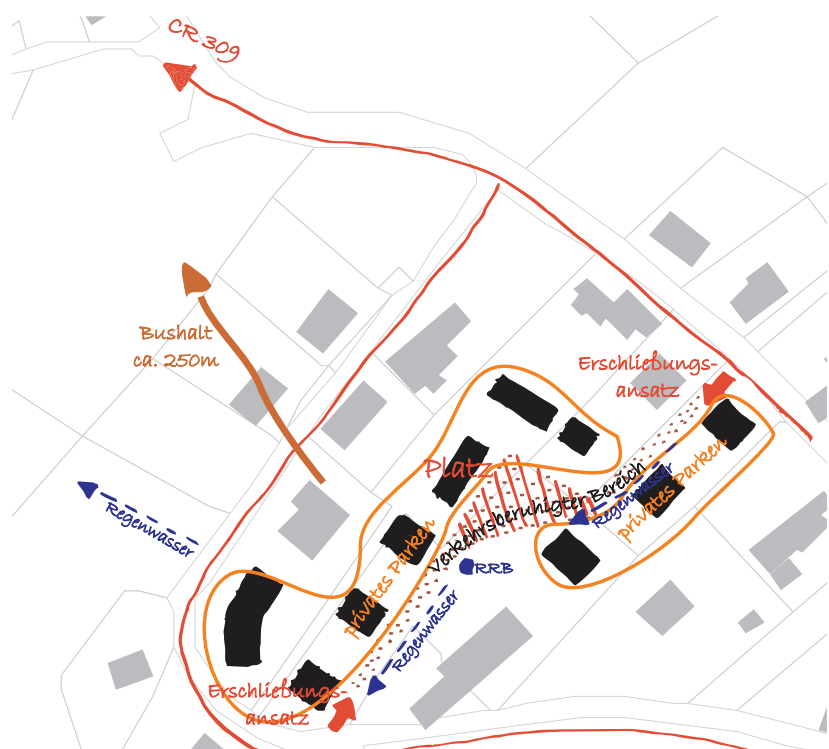 CR 309
Bushalt
ca. 250m
Erschließungs-
ansatz
Platz
Verkehrsberuhigter Bereich
Regenwasser
privates Parken
privates Parken
Regenwasser
RRB
Regenwasser
Erschließungs-
ansatz